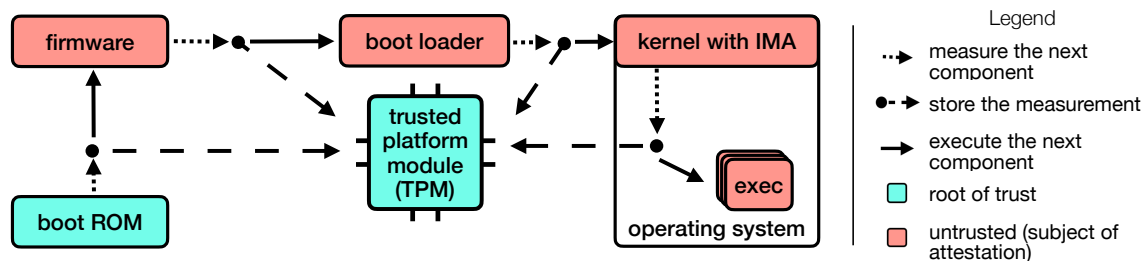 firmware
boot loader
kernel with IMA
trusted
platform
module
(TPM)
boot ROM
exec
operating system
Legend
measure the next
component
store the measurement
execute the next
component
root of trust
untrusted (subject of
attestation)